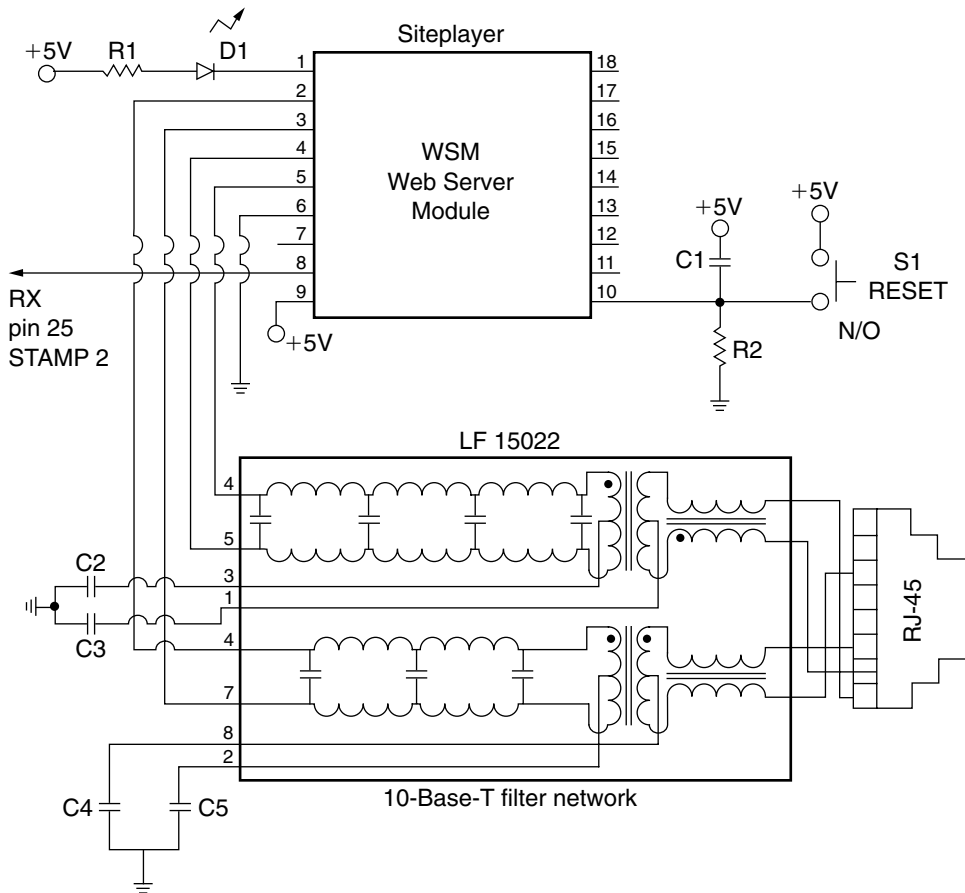 Siteplayer
+5V
R1
D1
1
2
3
4
5
6
7
8
9
18
17
16
15
14
13
12
11
10
WSM
Web Server
Module
+5V
RX
pin 25
STAMP 2
+5V
C1
R2
+5V
S1
RESET
N/O
LF 15022
4
5
3
1
4
7
8
2
C2
C3
C4
C5
RJ-45
10-Base-T filter network